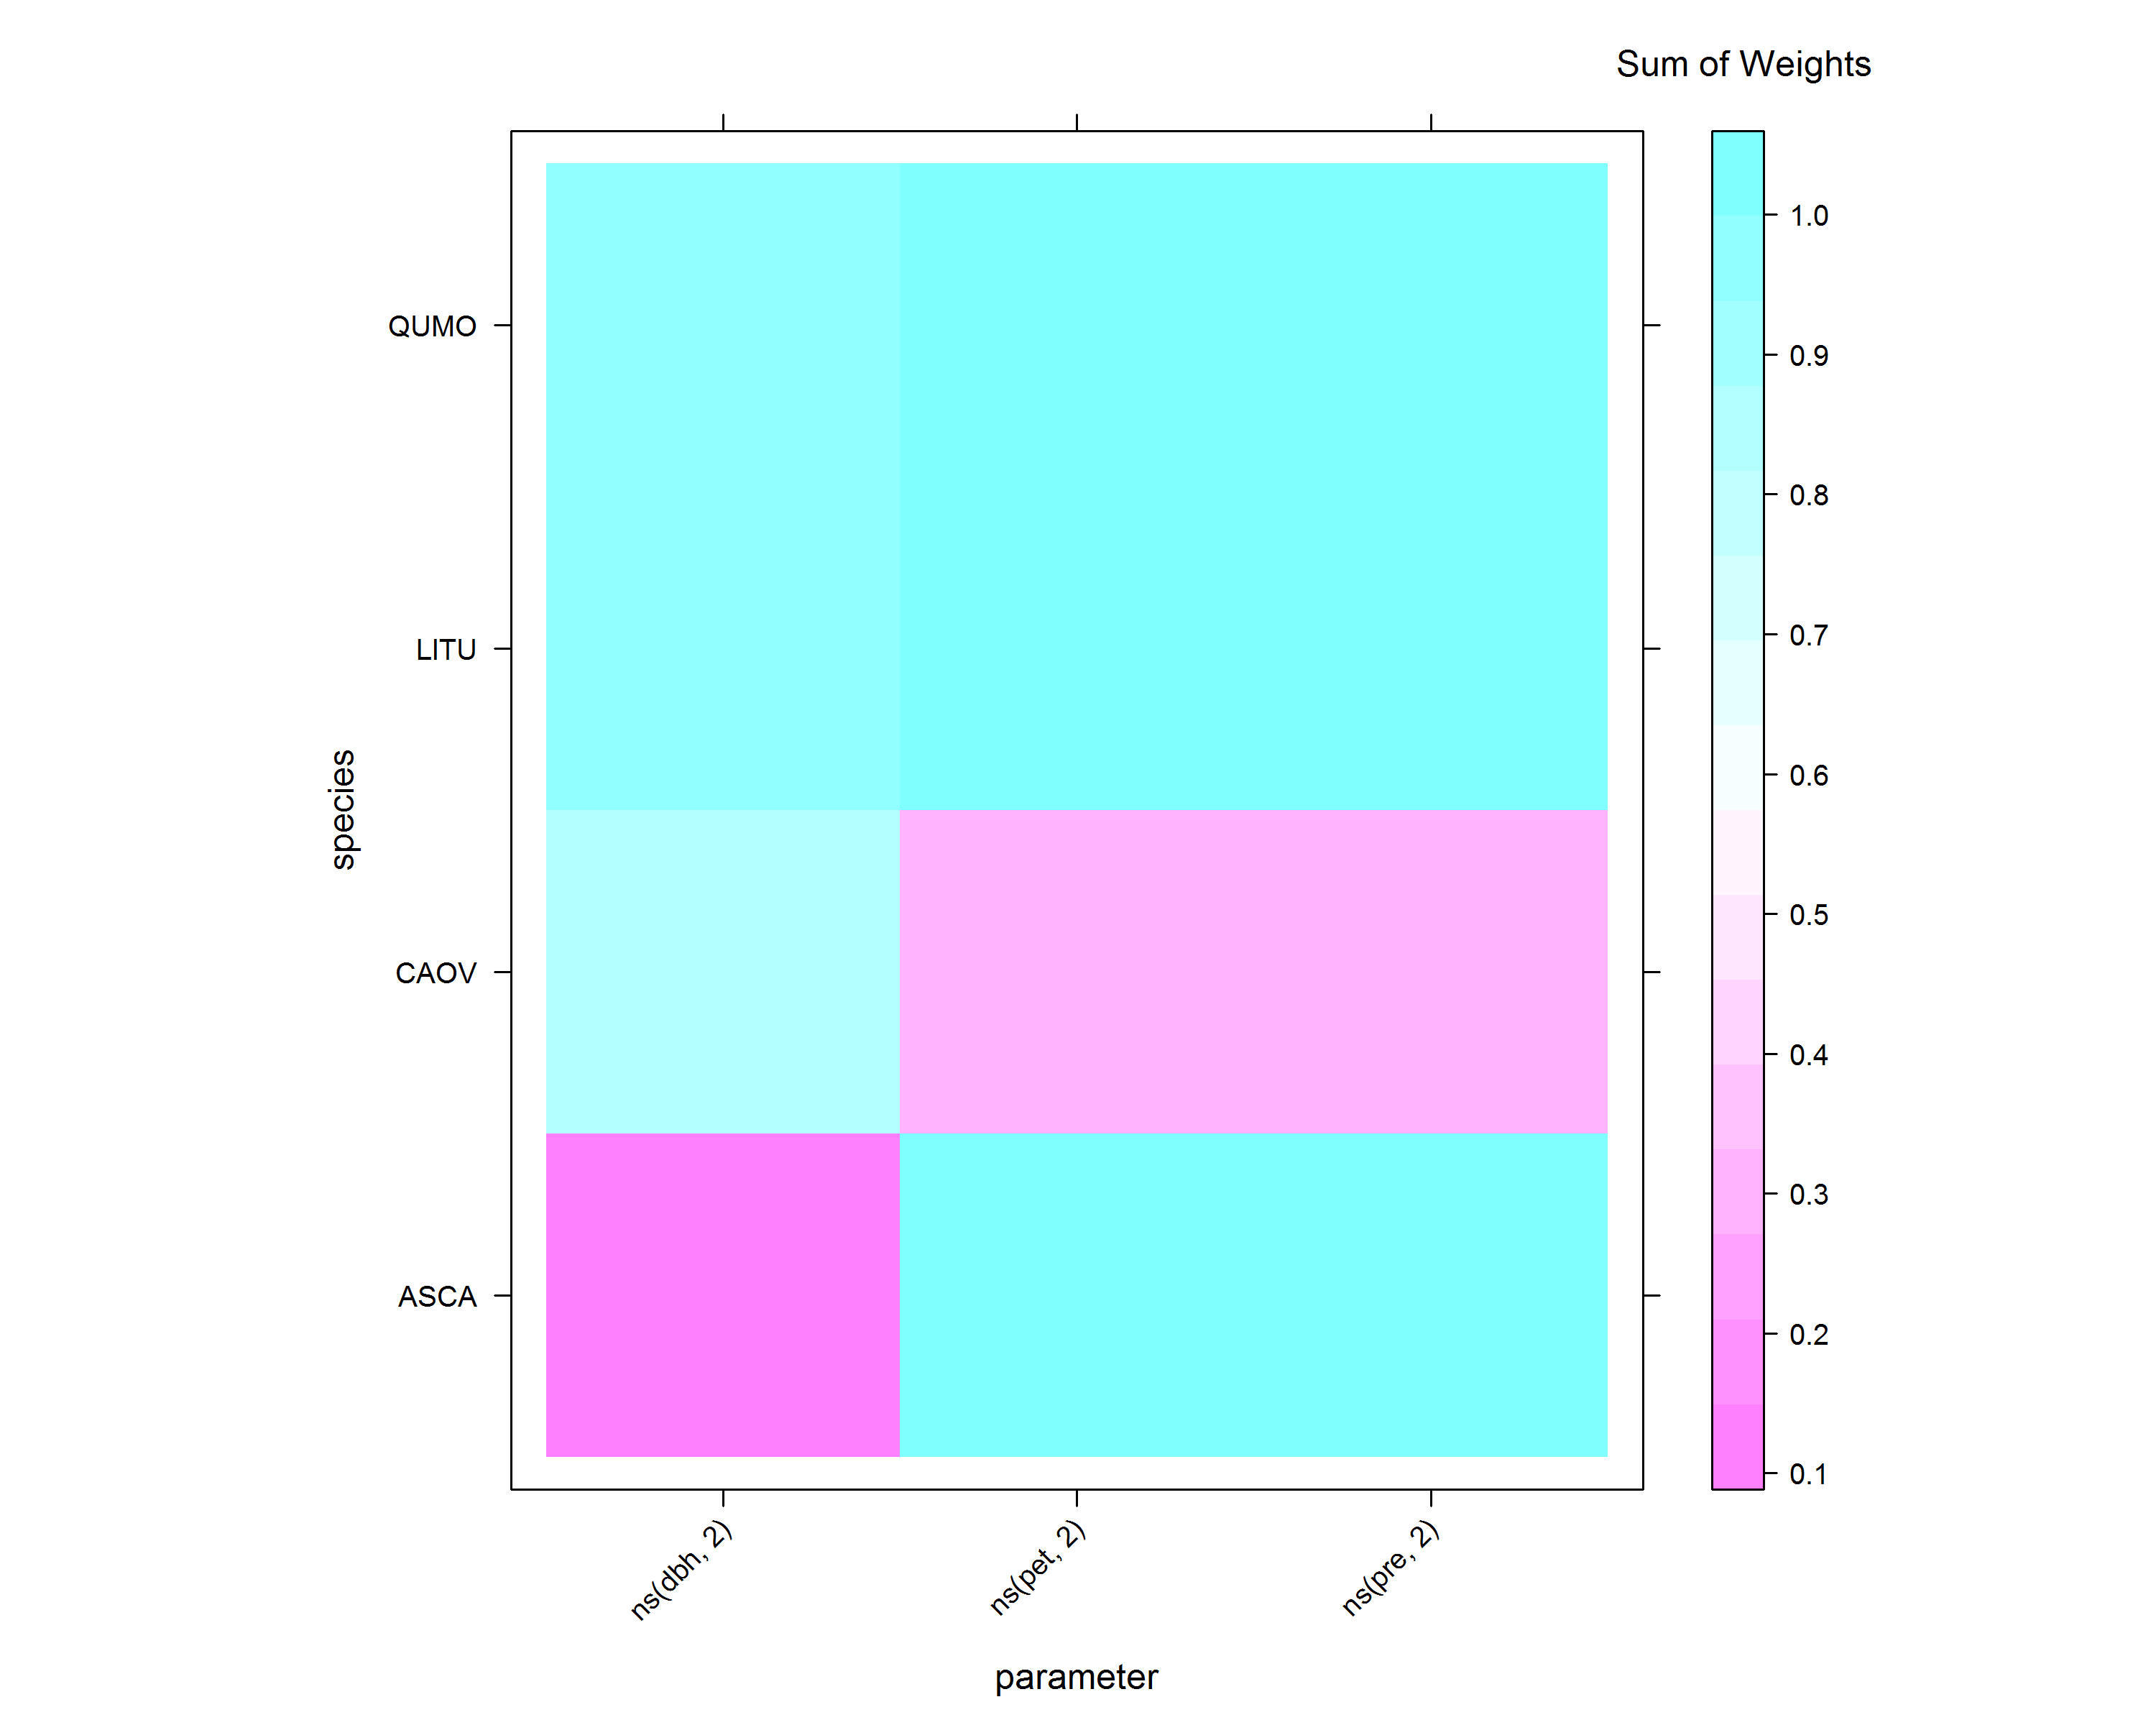 Sum of Weights
1.0
0.9
0.8
0.7
0.6
0.5
0.4
0.3
0.2
0.1
QUMO
LITU
CAOV
ASCA
species
ns(dbh, 2)
ns(pet, 2)
ns(pre, 2)
parameter